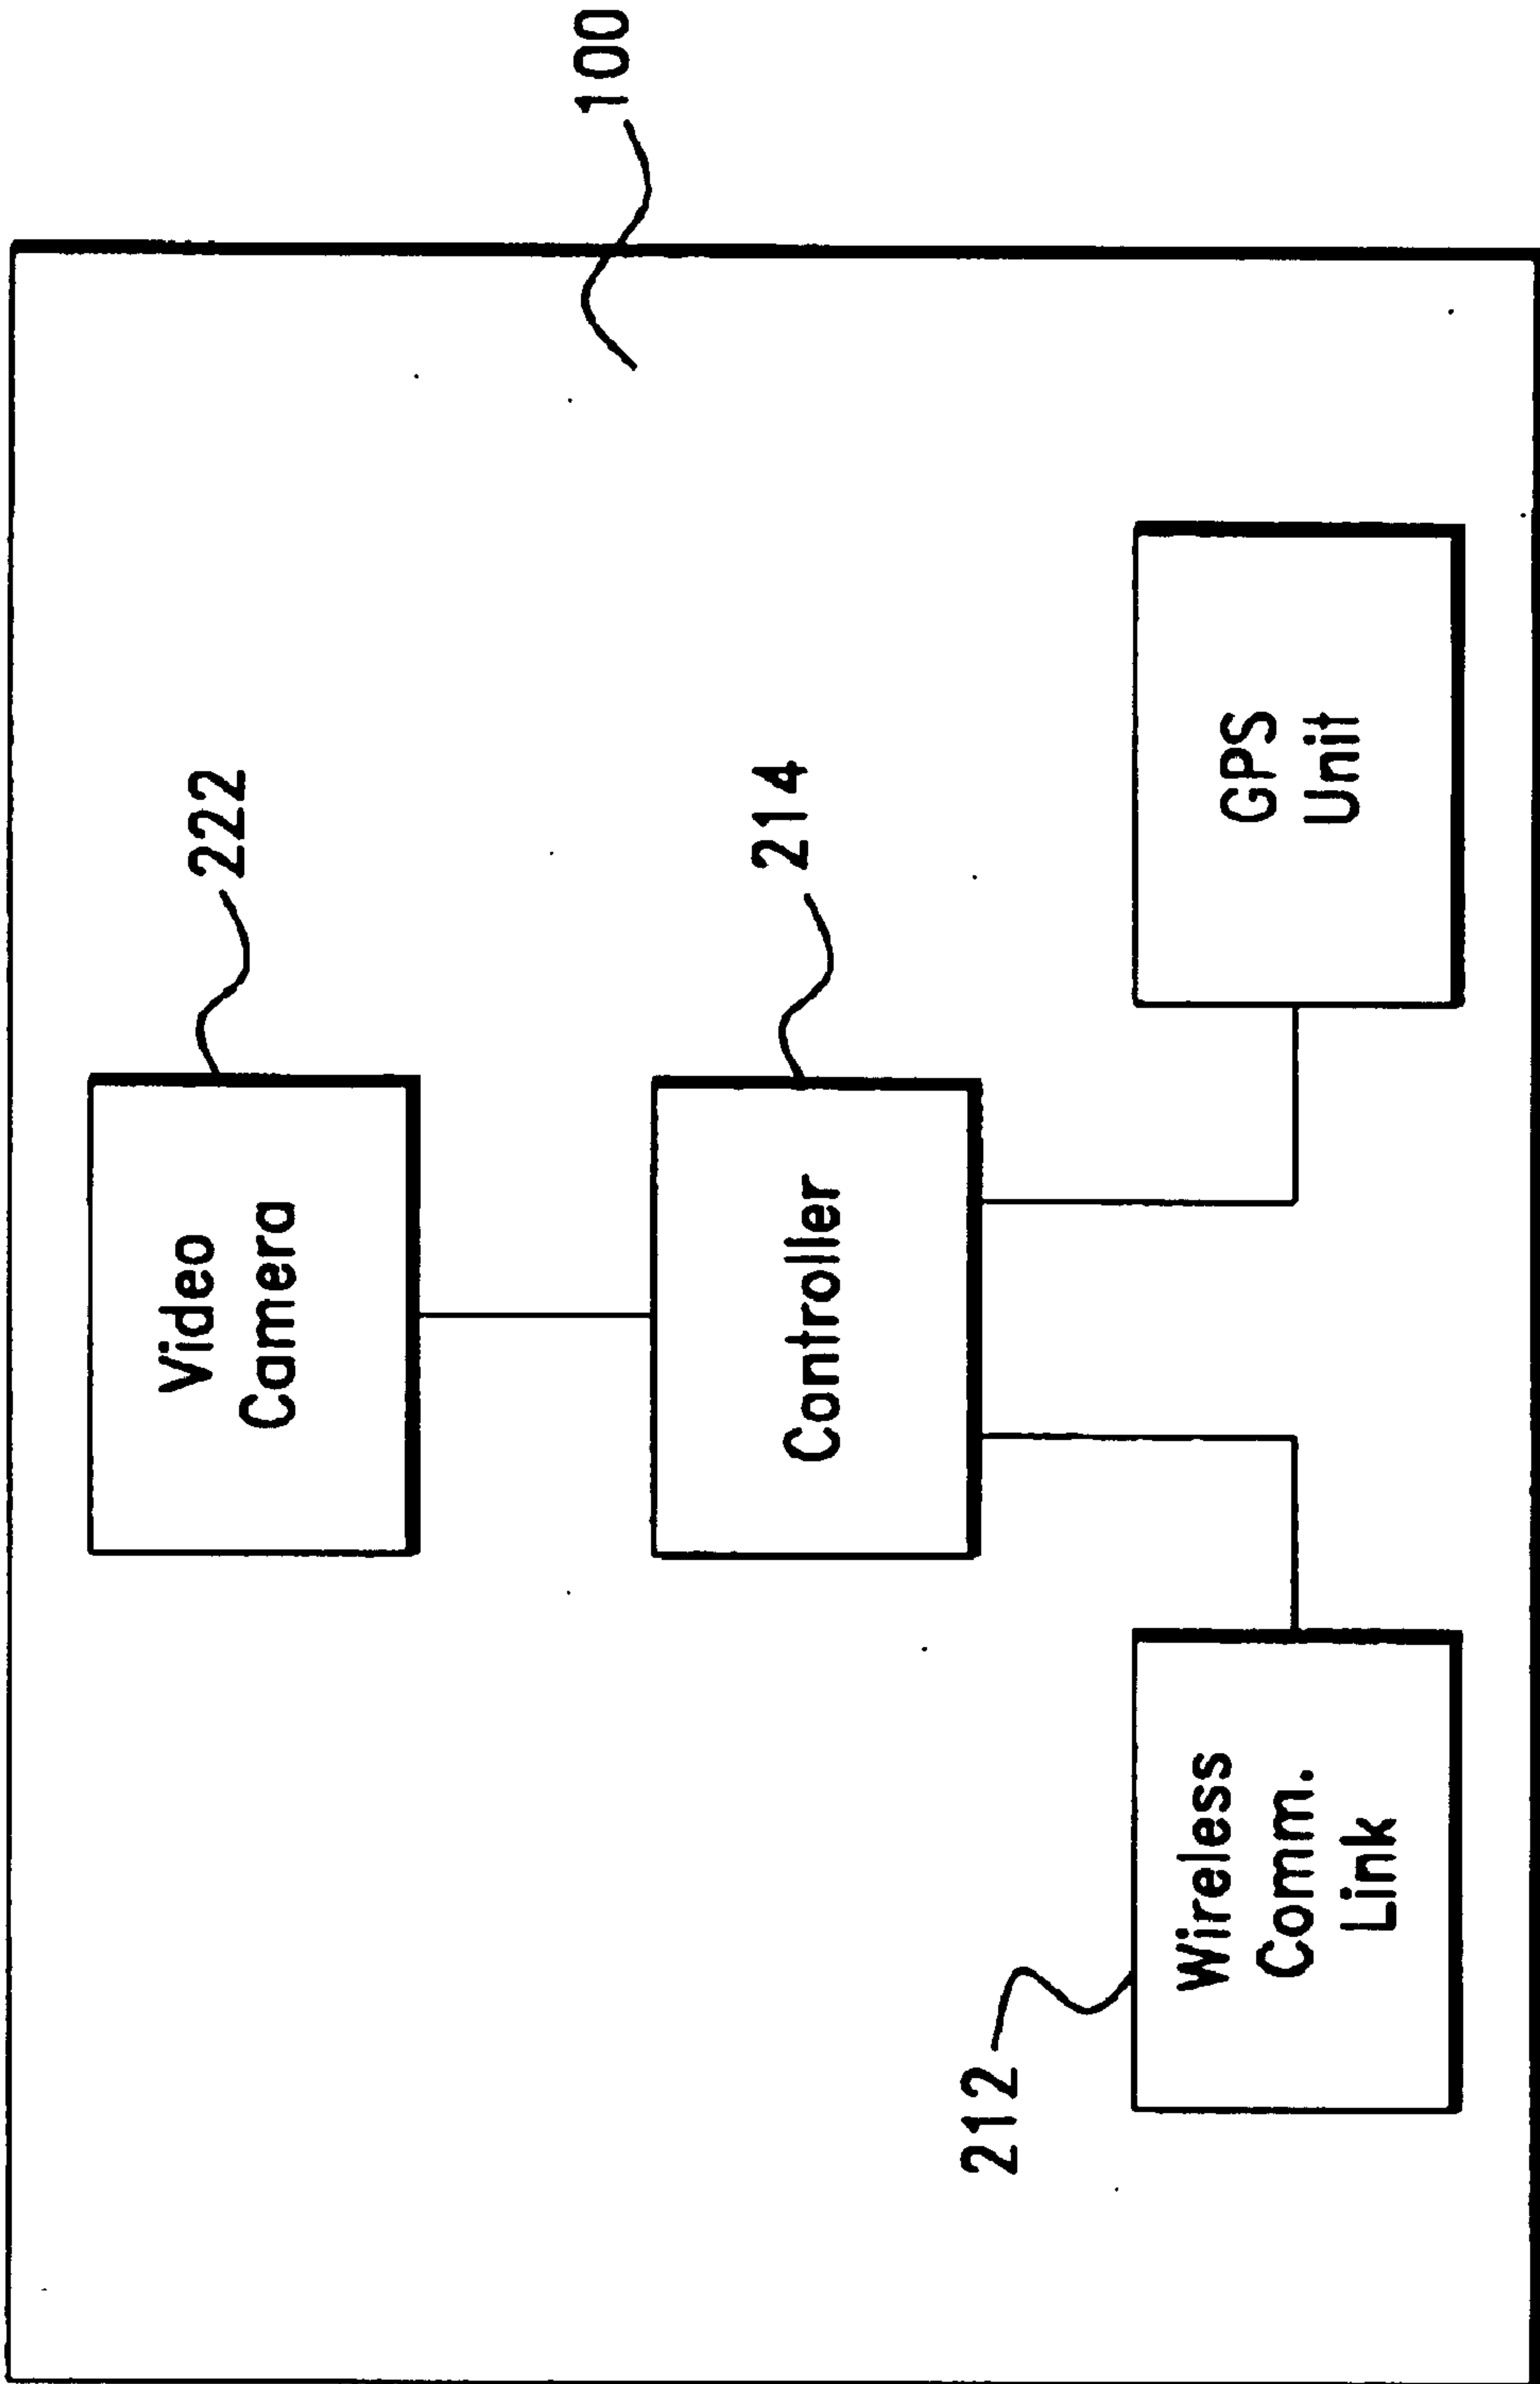 100
222
Video
Camera
214
Controller
212
Wireless
Comm.
Link
GPS
Unit